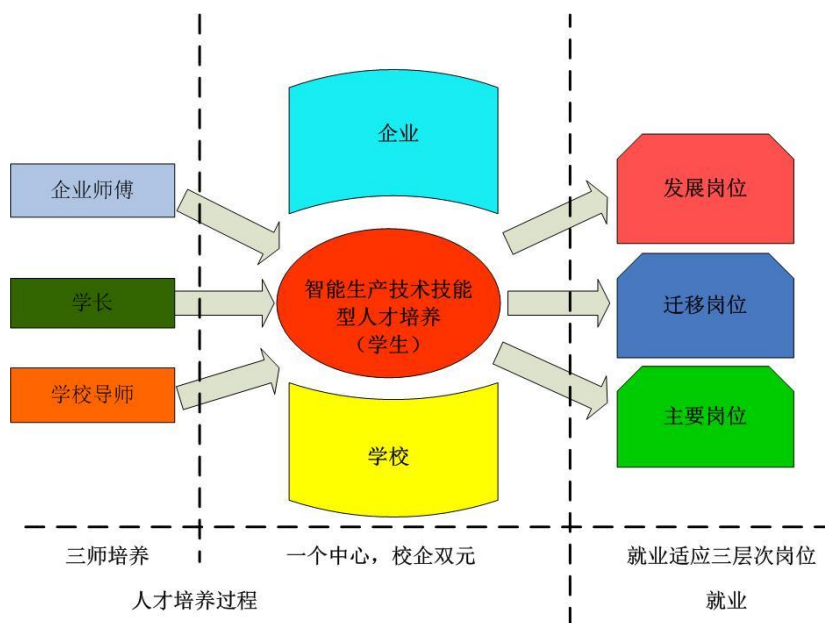 企业
企业师傅
发展岗位
学长
智能生产技术技能
型人才培养
（学生）
迁移岗位
学校导师
主要岗位
学校
三师培养
一个中心，校企双元
就业适应三层次岗位
人才培养过程
就业